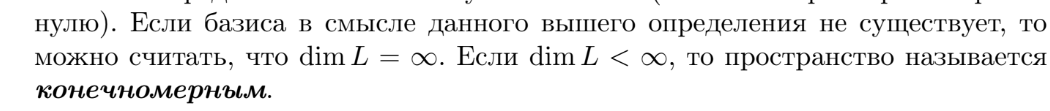 нулю). Если базиса в смысле данного вышего определения не существует, то
можно считать, что dim L = ∞. Если dim L < ∞, то пространство называется
конечномерным.